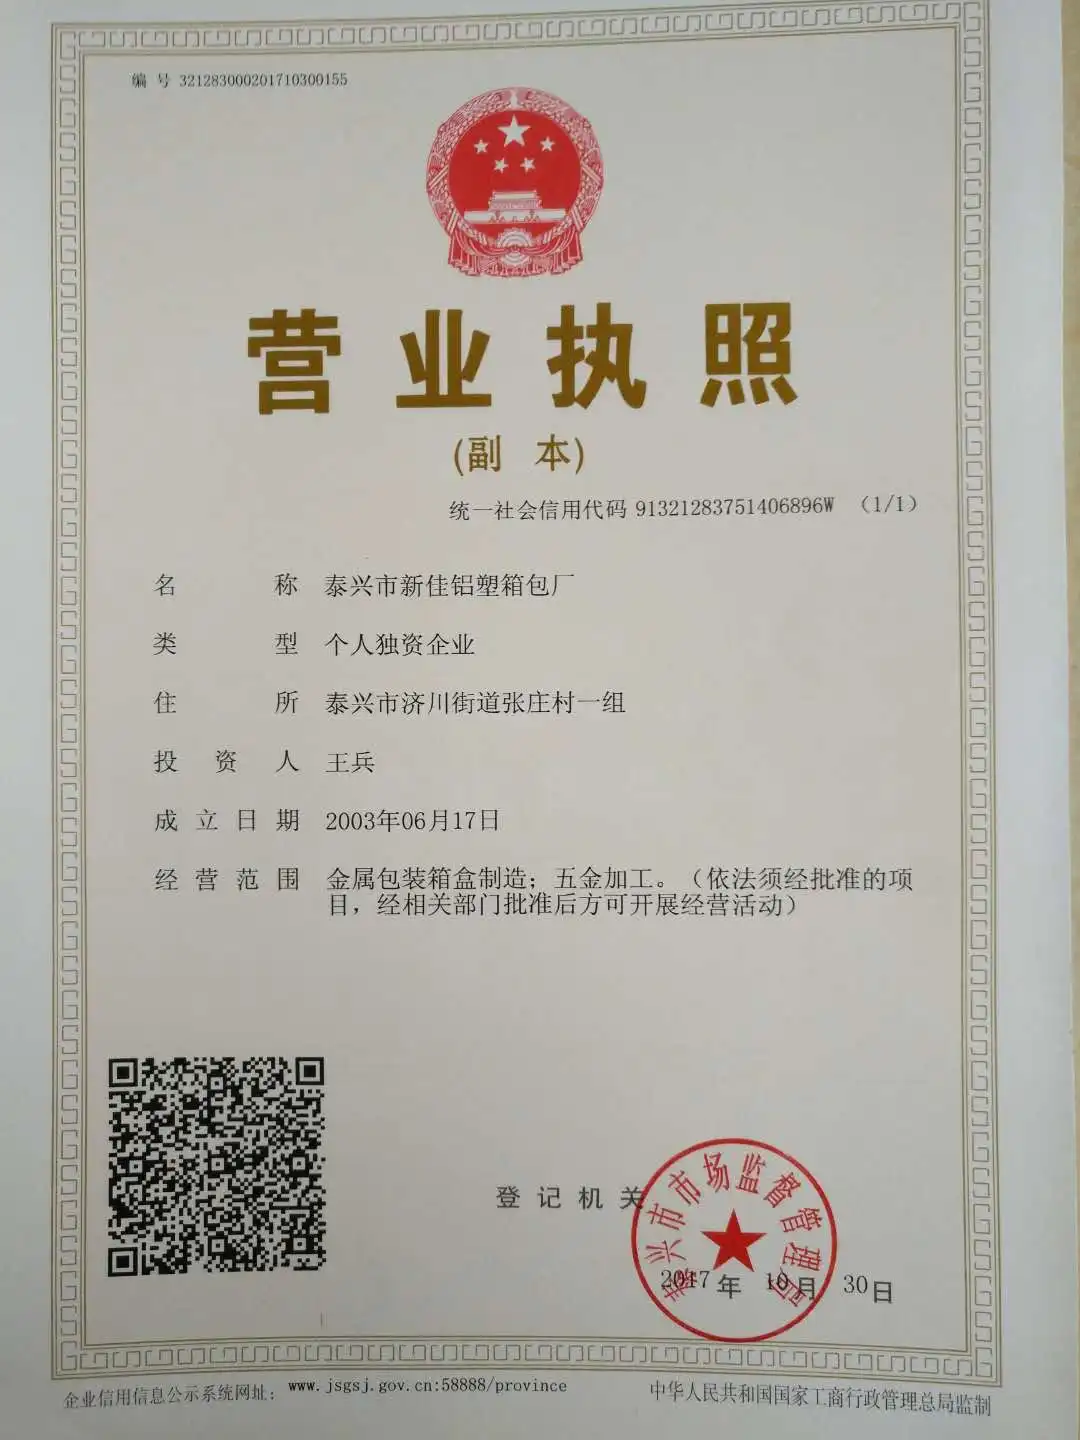 编 号 321283000201710300155
营业执照
(副 本)
统一社会信用代码 91321283751406896W （1/1）
名 称 泰兴市新佳铝塑箱包厂
类 型 个人独资企业
住 所 泰兴市济川街道张庄村一组
投 资 人 王兵
成 立 日 期 2003年06月17日
经 营 范 围 金属包装箱盒制造；五金加工。（依法须经批准的项
目，经相关部门批准后方可开展经营活动）
登 记 机 关
泰兴市市场监督管理局
2017 年 10 月 30 日
企业信用信息公示系统网址： www.jsgsj.gov.cn:58888/province
中华人民共和国国家工商行政管理总局监制